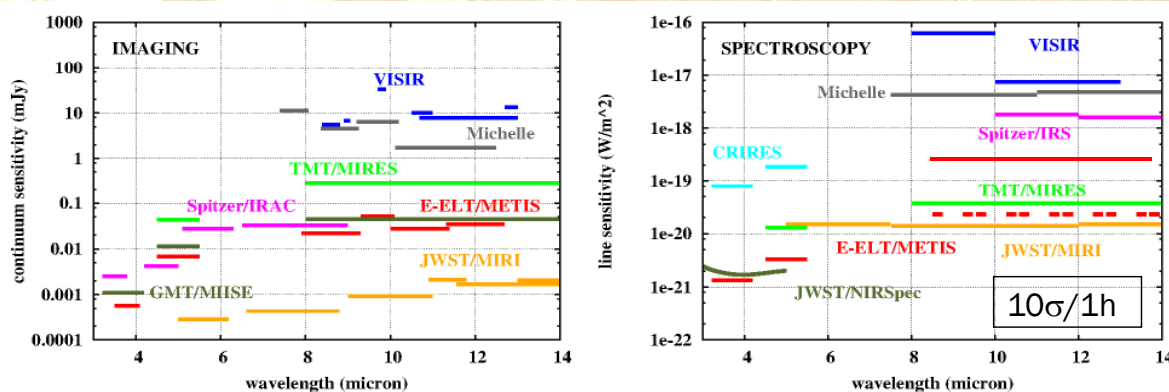 IMAGING
continuum sensitivity (mJy)
1000
100
10
1
0.1
0.01
0.001
0.0001
VISIR
Michelle
TMT/MIRES
Spitzer/IRAC
E-ELT/METIS
JWST/MIRI
GMT/MIISE
4 6 8 10 12 14
wavelength (micron)
SPECTROSCOPY
line sensitivity (W/m^2)
1e-16
1e-17
1e-18
1e-19
1e-20
1e-21
1e-22
VISIR
Michelle
Spitzer/IRS
CRIRES
TMT/MIRES
E-ELT/METIS
JWST/MIRI
JWST/NIRSpec
10σ/1h
4 6 8 10 12 14
wavelength (micron)